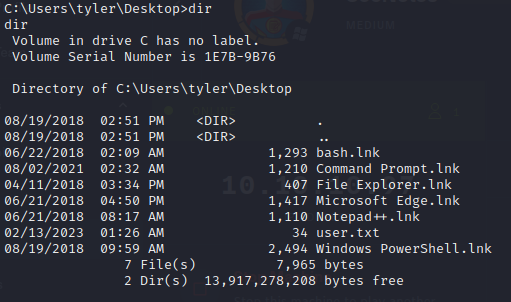 C:\Users\tyler\Desktop>dir
dir
 Volume in drive C has no label.
 Volume Serial Number is 1E7B-9B76

 Directory of C:\Users\tyler\Desktop

08/19/2018  02:51 PM    <DIR>          .
08/19/2018  02:51 PM    <DIR>          ..
06/22/2018  02:09 AM             1,293 bash.lnk
08/02/2021  02:32 AM             1,210 Command Prompt.lnk
04/11/2018  03:34 PM               407 File Explorer.lnk
06/21/2018  04:50 PM             1,417 Microsoft Edge.lnk
06/21/2018  08:17 AM             1,110 Notepad++.lnk
02/13/2023  01:26 AM                34 user.txt
08/19/2018  09:59 AM             2,494 Windows PowerShell.lnk
               7 File(s)          7,965 bytes
               2 Dir(s)  13,917,278,208 bytes free
MEDIUM